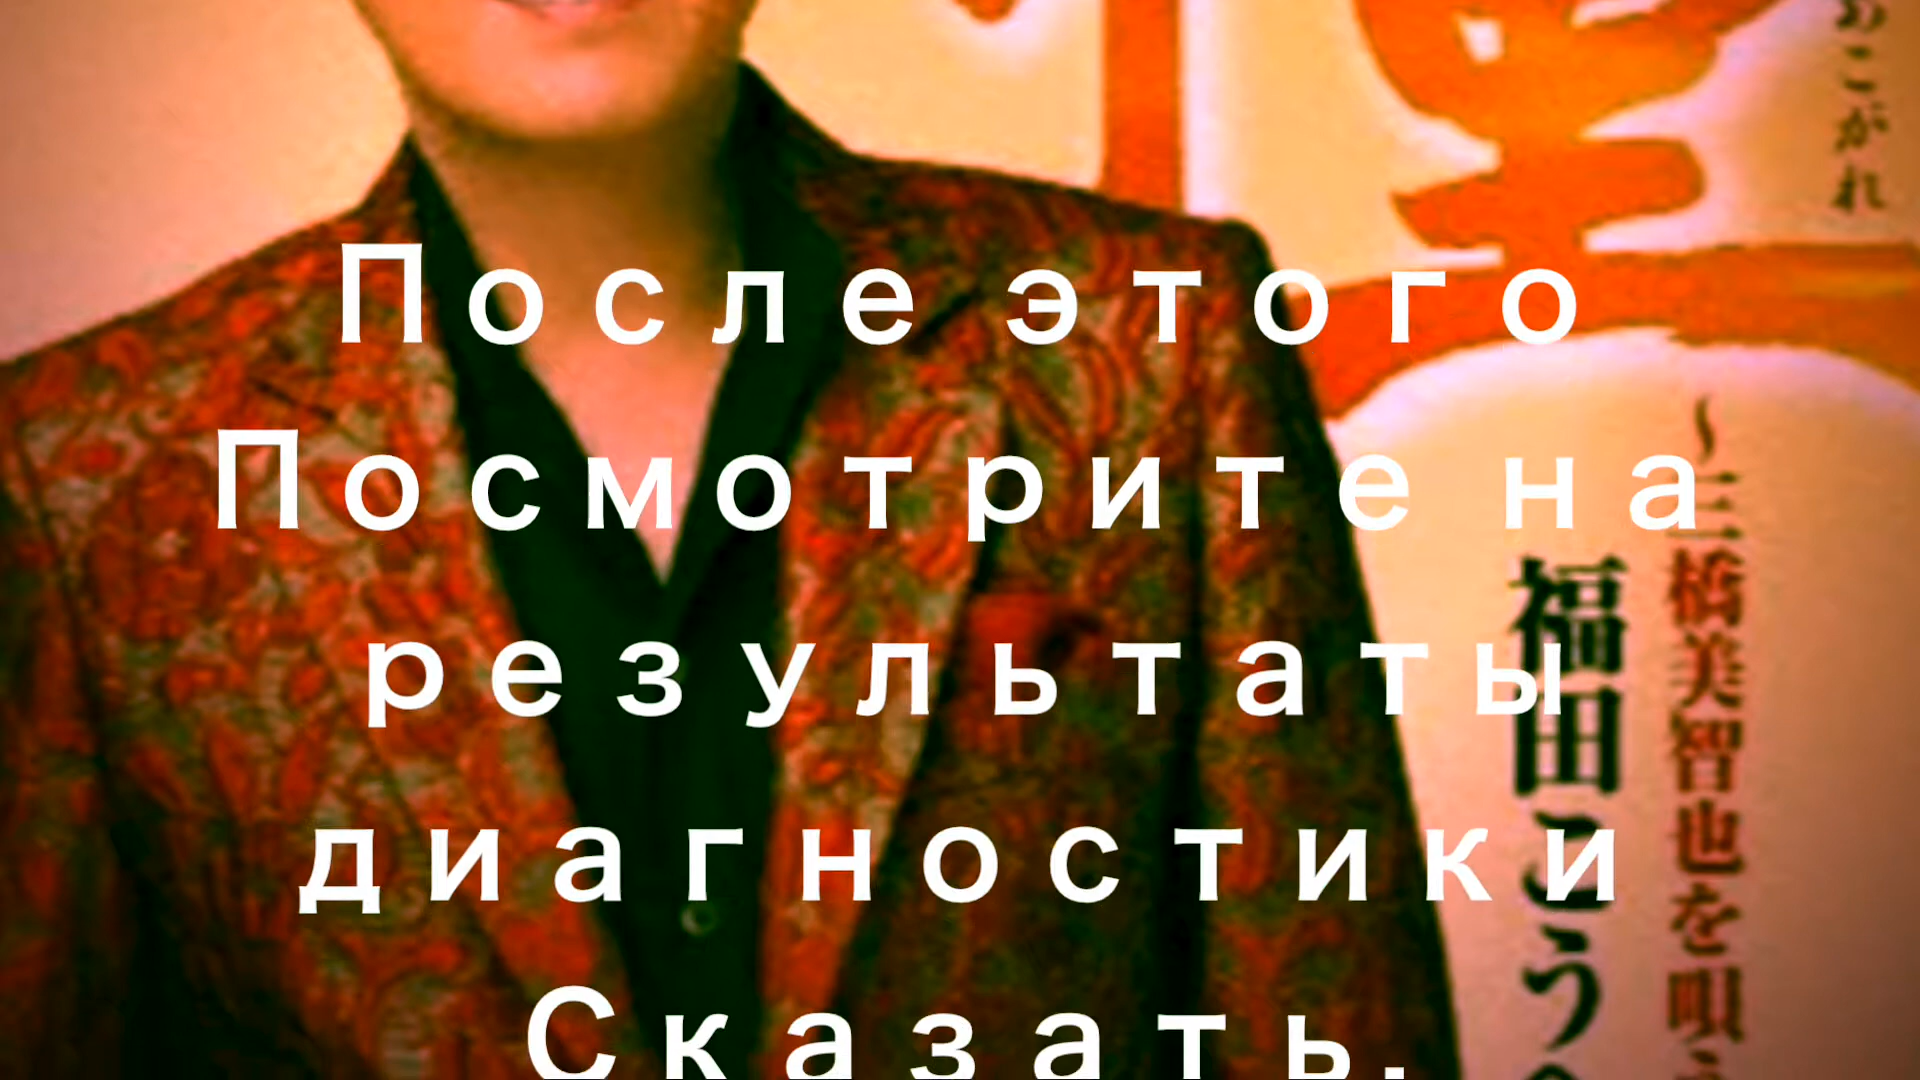 После этого
Посмотрите на
результаты
диагностики
Сказать.
あこがれ
〜三橋美智也を唄
福田こう